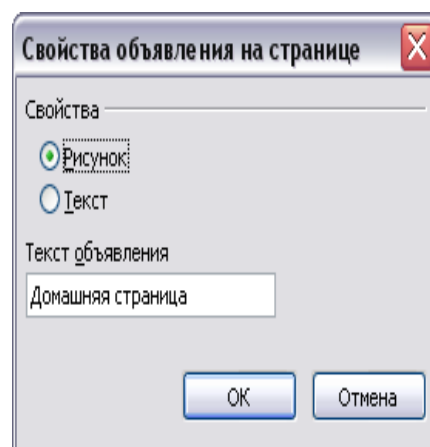 Свойства объявления на странице
Свойства
Рисунок
Текст
Текст объявления
Домашняя страница
ОК
Отмена